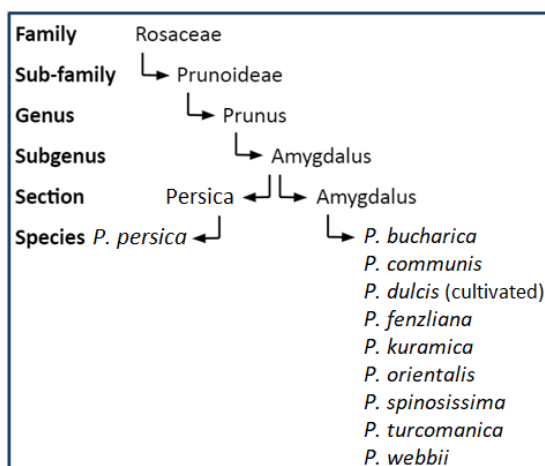 Family Rosaceae
Sub-family Prunoideae
Genus Prunus
Subgenus Amygdalus
Section Persica Amygdalus
Species P. persica P. bucharica
P. communis
P. dulcis (cultivated)
P. fenzliana
P. kuramica
P. orientalis
P. spinosissima
P. turcomanica
P. webbii